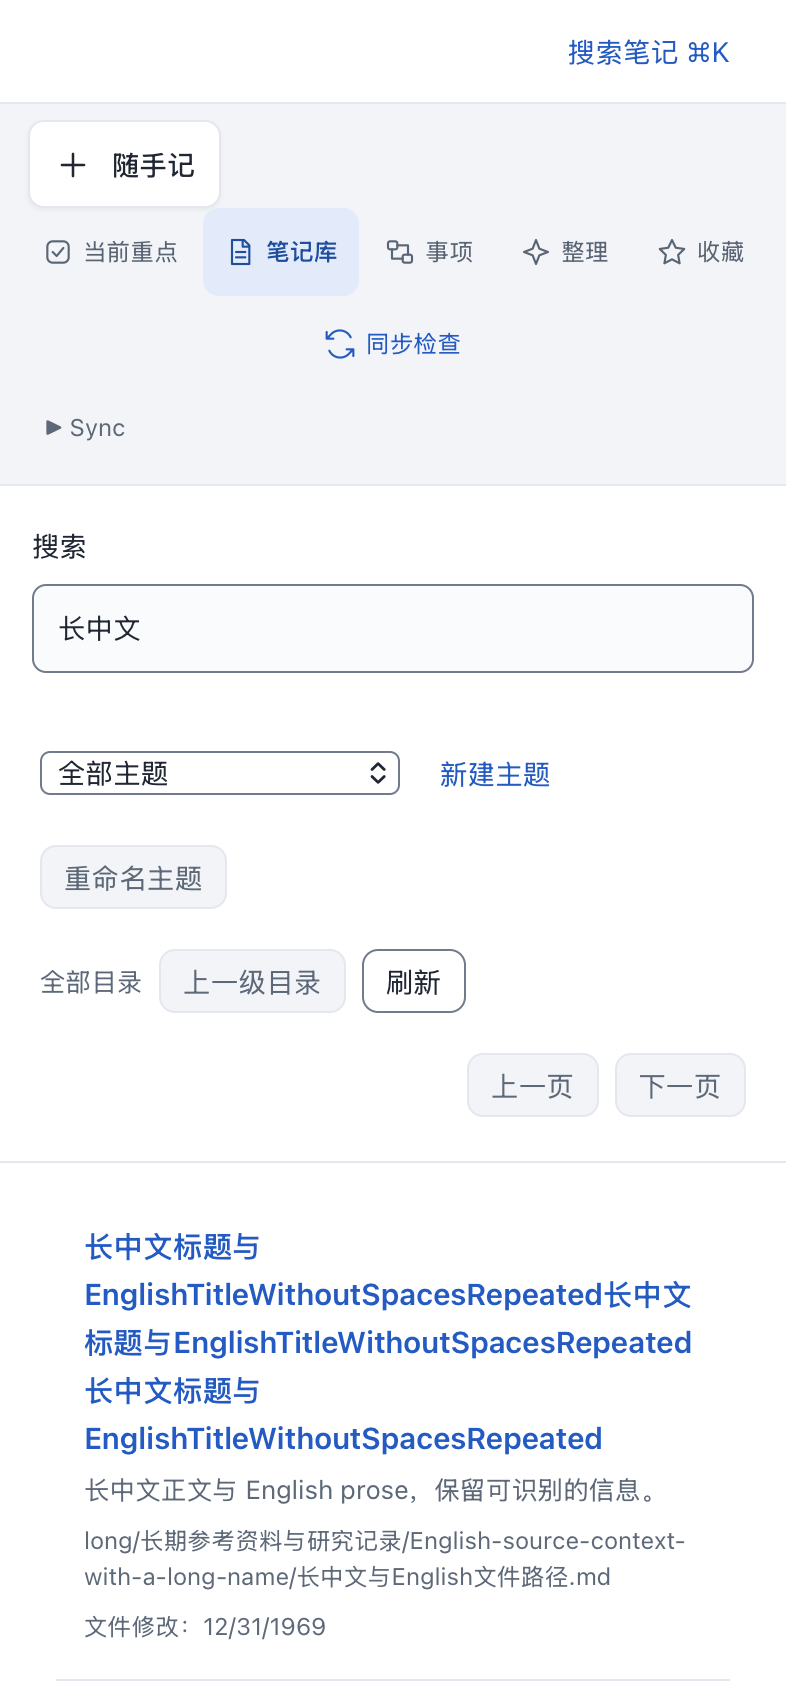 搜索笔记 ⌘K
随手记
当前重点 笔记库 事项 整理 收藏
同步检查
Sync
搜索
长中文
全部主题 新建主题
重命名主题
全部目录 上一级目录 刷新
上一页 下一页
长中文标题与
EnglishTitleWithoutSpacesRepeated长中文
标题与EnglishTitleWithoutSpacesRepeated
长中文标题与
EnglishTitleWithoutSpacesRepeated
长中文正文与 English prose，保留可识别的信息。
long/长期参考资料与研究记录/English-source-context-
with-a-long-name/长中文与English文件路径.md
文件修改：12/31/1969